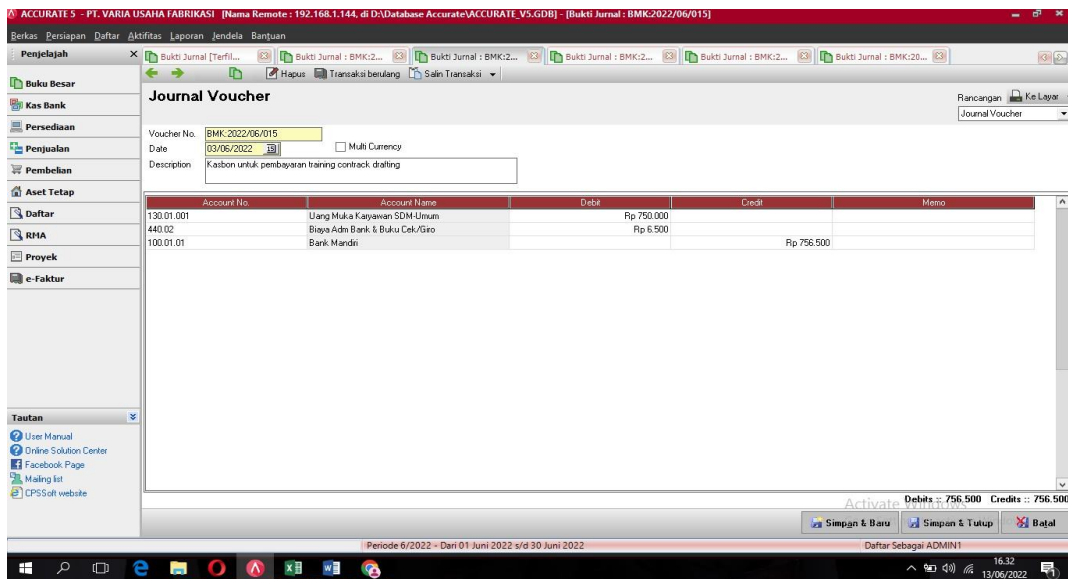 ACCURATE 5 - PT. VARIA USAHA FABRIKASI [Nama Remote : 192.168.1.144, di D:\Database Accurate\ACCURATE_V5.GDB] - [Bukti Jurnal : BMK:2022/06/015]
Berkas Persiapan Daftar Aktifitas Laporan Jendela Bantuan
Penjelajah
Bukti Jurnal [Terfil... Bukti Jurnal : BMK:2... Bukti Jurnal : BMK:2... Bukti Jurnal : BMK:2... Bukti Jurnal : BMK:2... Bukti Jurnal : BMK:20...
Hapus Transaksi berulang Salin Transaksi
Buku Besar
Kas Bank
Persediaan
Penjualan
Pembelian
Aset Tetap
Daftar
RMA
Proyek
e-Faktur
Journal Voucher
Rancangan Ke Layar
Journal Voucher
Voucher No. BMK:2022/06/015
Date 03/06/2022 15 Multi Currency
Description Kasbon untuk pembayaran training contrack drafting
Account No. Account Name Debit Credit Memo
130.01.001 Uang Muka Karyawan SDM-Umum Rp 750.000
440.02 Biaya Adm Bank & Buku Cek/Giro Rp 6.500
100.01.01 Bank Mandiri Rp 756.500
Tautan
User Manual
Online Solution Center
Facebook Page
Mailing list
CPSSoft website
Activate Windows
Debits :: 756.500 Credits :: 756.500
Simpan & Baru Simpan & Tutup Batal
Periode 6/2022 - Dari 01 Juni 2022 s/d 30 Juni 2022 Daftar Sebagai ADMIN1
16.32
13/06/2022